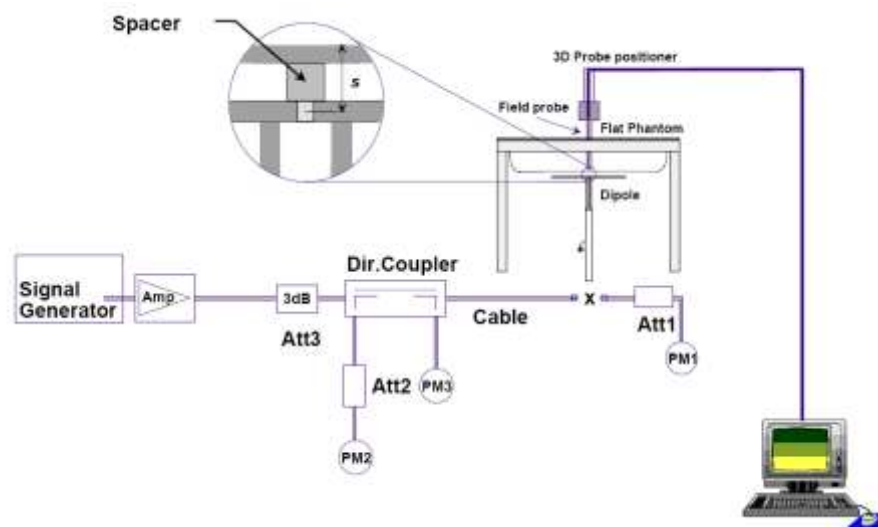 Spacer
s
3D Probe positioner
Field probe
Flat Phantom
Dipole
Dir.Coupler
Signal
Generator
Amp
3dB
Att3
Cable
x
Att1
PM1
Att2
PM3
PM2